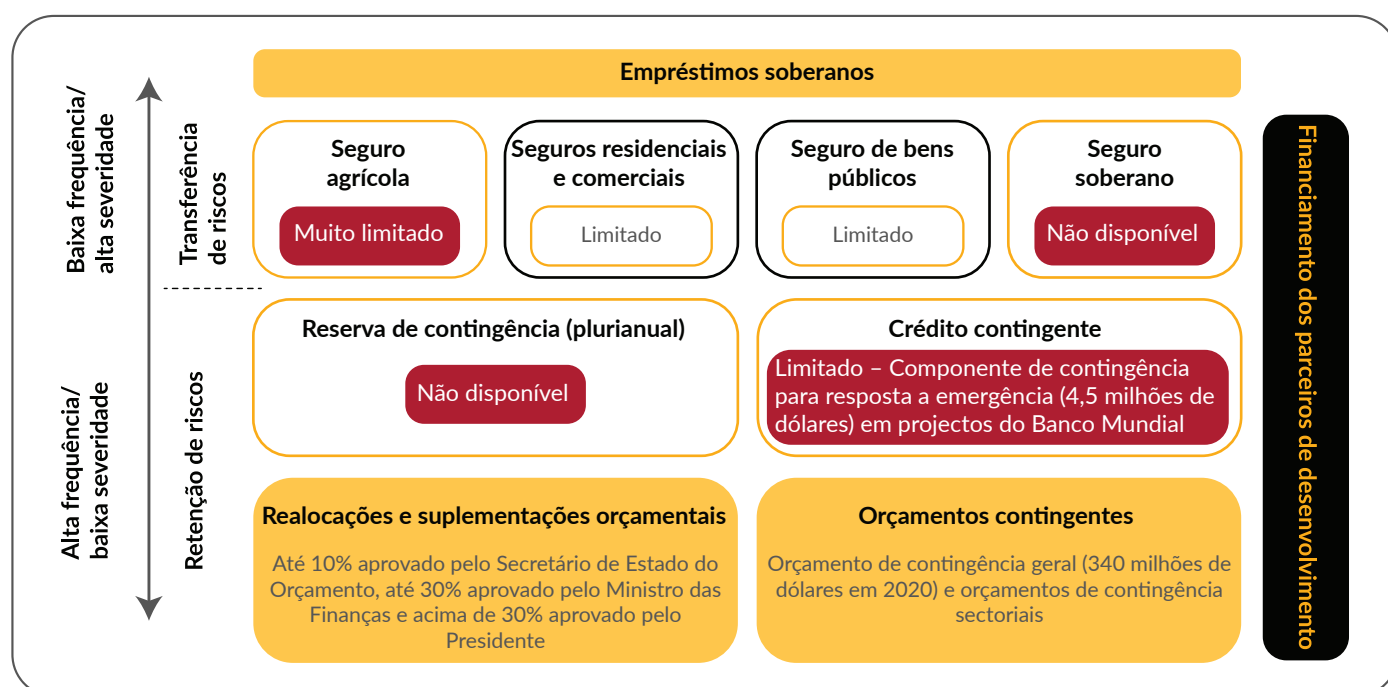 Empréstimos soberanos
Baixa frequência/
alta severidade
Transferência
de riscos
Seguro
agrícola
Muito limitado
Seguros residenciais
e comerciais
Limitado
Seguro de bens
públicos
Limitado
Seguro
soberano
Não disponível
Alta frequência/
baixa severidade
Retenção de riscos
Reserva de contingência (plurianual)
Não disponível
Crédito contingente
Limitado – Componente de contingência
para resposta a emergência (4,5 milhões de
dólares) em projectos do Banco Mundial
Realocações e suplementações orçamentais
Até 10% aprovado pelo Secretário de Estado do
Orçamento, até 30% aprovado pelo Ministro das
Finanças e acima de 30% aprovado pelo
Presidente
Orçamentos contingentes
Orçamento de contingência geral (340 milhões de
dólares em 2020) e orçamentos de contingência
sectoriais
Financiamento dos parceiros de desenvolvimento